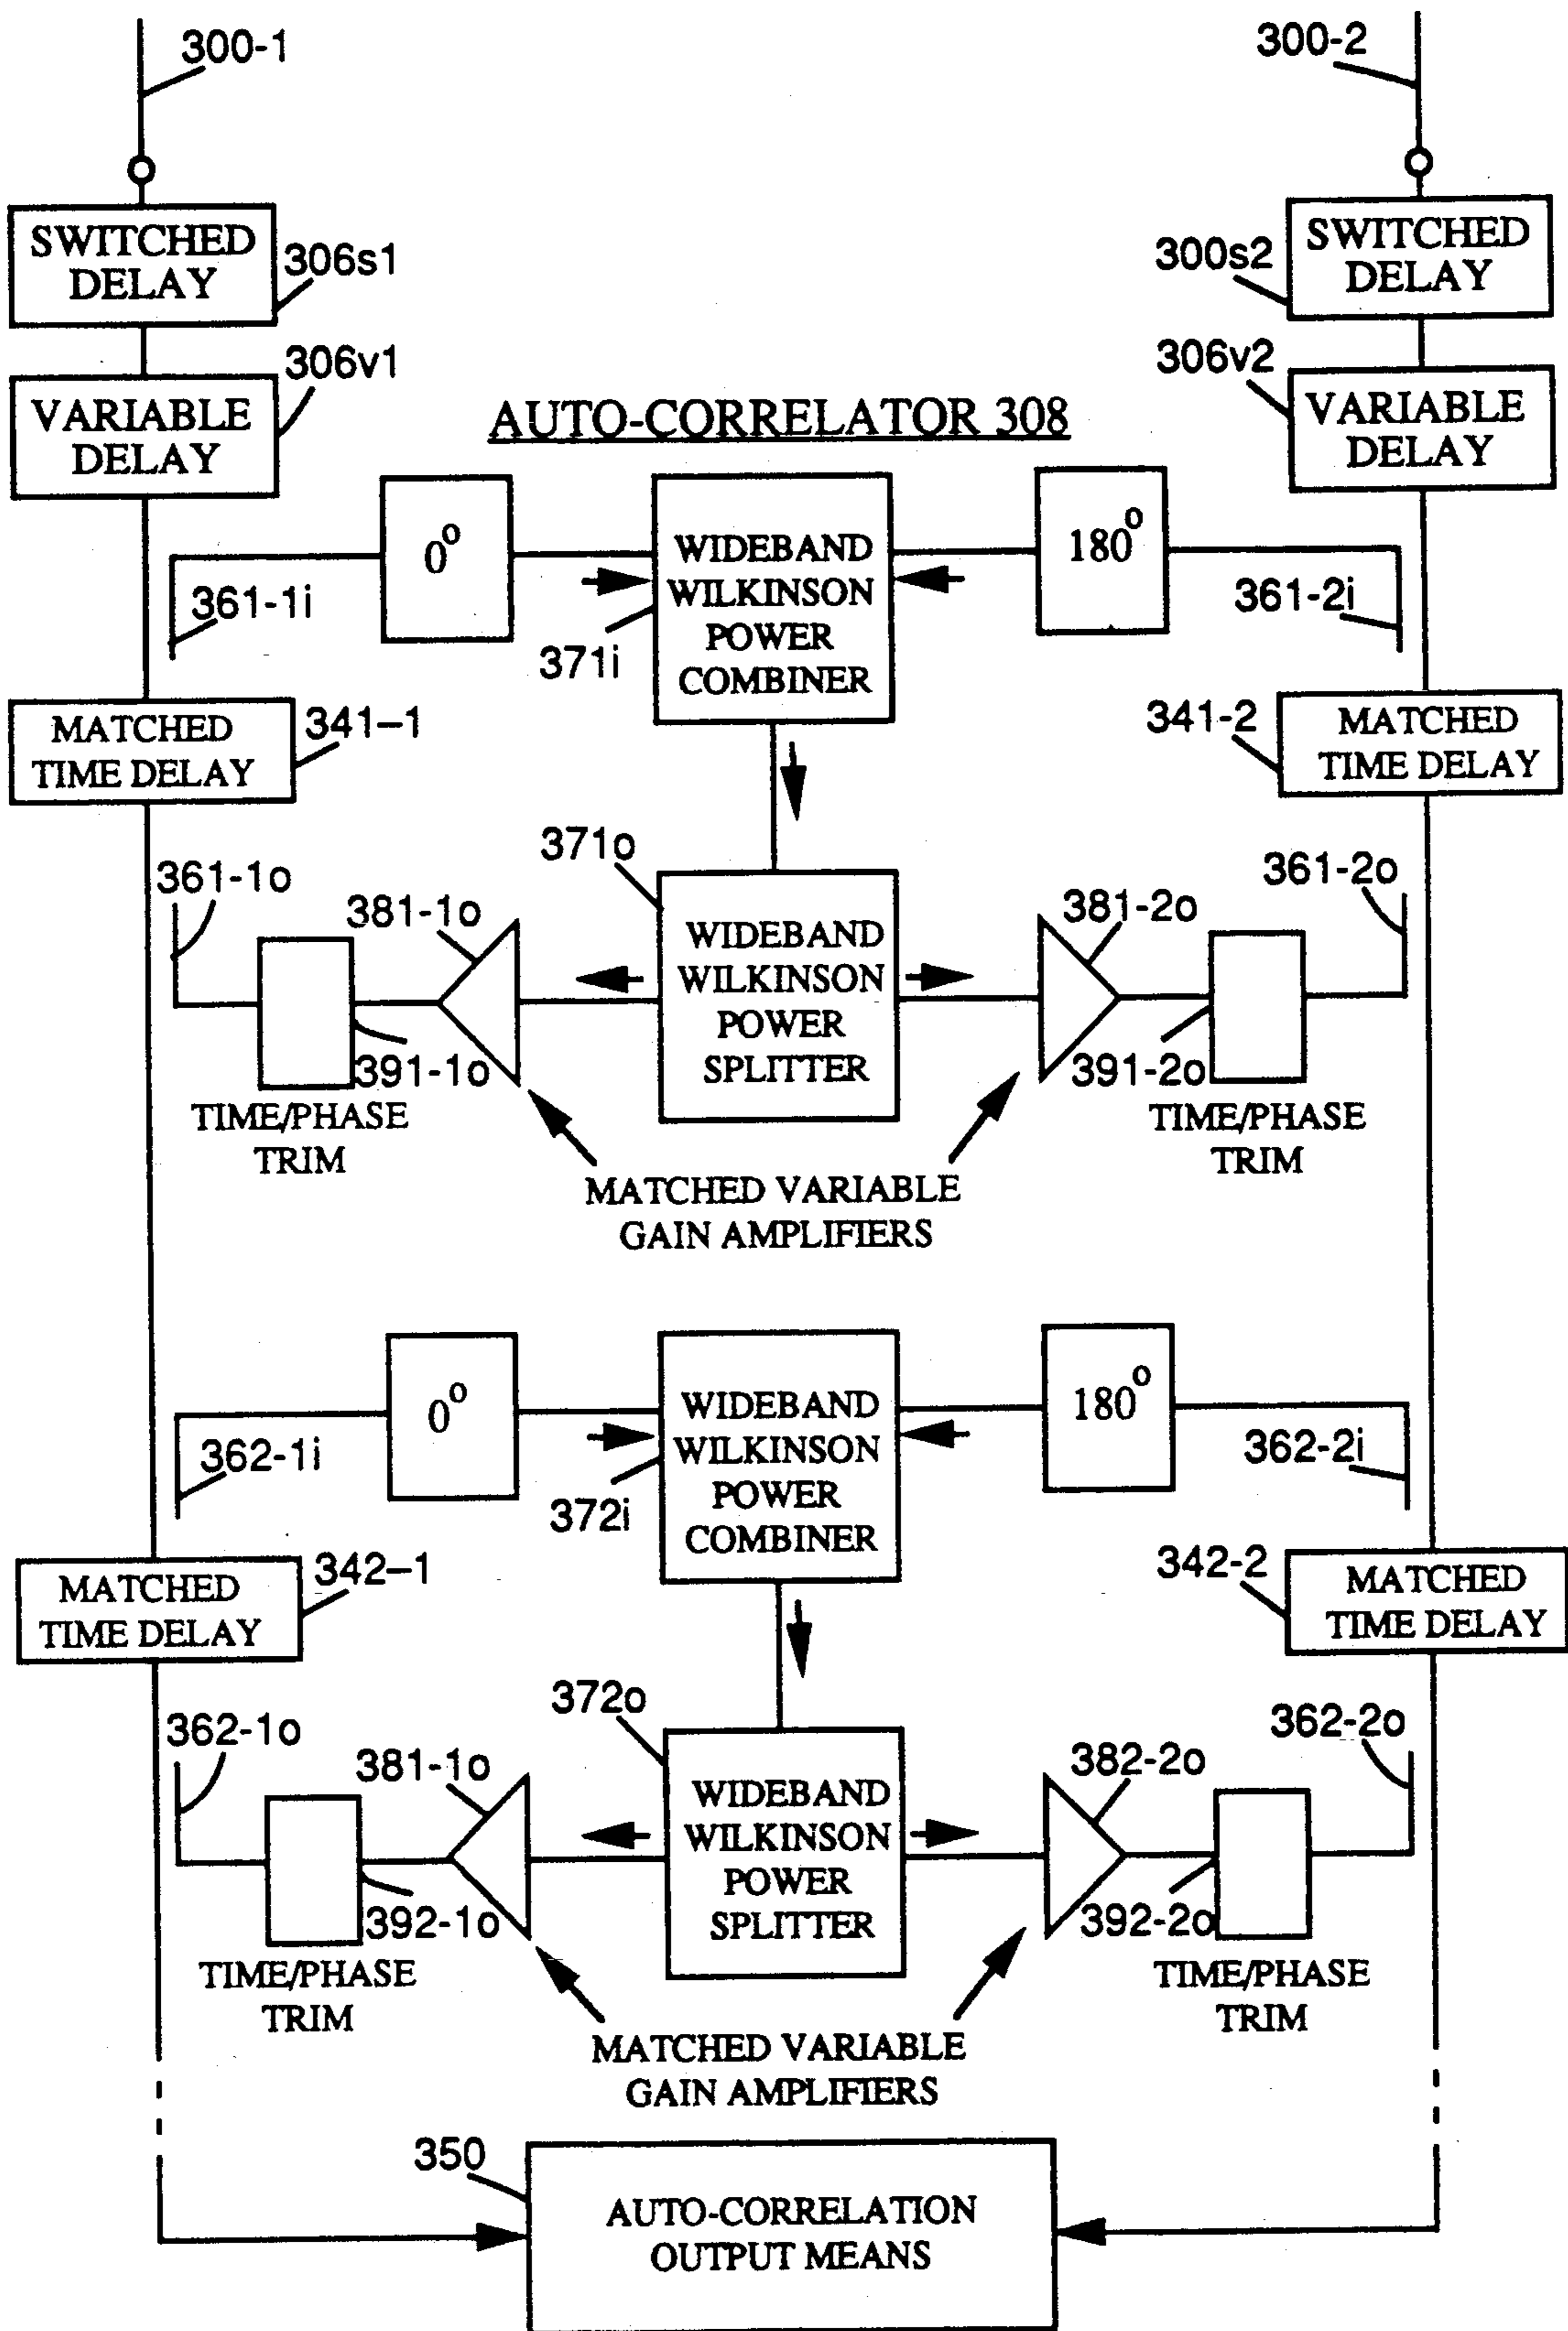 300-1
300-2
SWITCHED
DELAY
306s1
300s2
SWITCHED
DELAY
VARIABLE
DELAY
306v1
306v2
VARIABLE
DELAY
AUTO-CORRELATOR 308
0°
WIDEBAND
WILKINSON
POWER
COMBINER
180°
361-1i
371i
361-2i
MATCHED
TIME DELAY
341–1
341-2
MATCHED
TIME DELAY
361-1o
381-1o
371o
WIDEBAND
WILKINSON
POWER
SPLITTER
381-2o
361-2o
391-1o
391-2o
TIME/PHASE
TRIM
TIME/PHASE
TRIM
MATCHED VARIABLE
GAIN AMPLIFIERS
0°
WIDEBAND
WILKINSON
POWER
COMBINER
180°
362-1i
372i
362-2i
MATCHED
TIME DELAY
342–1
342-2
MATCHED
TIME DELAY
362-1o
381-1o
372o
WIDEBAND
WILKINSON
POWER
SPLITTER
382-2o
362-2o
392-1o
392-2o
TIME/PHASE
TRIM
TIME/PHASE
TRIM
MATCHED VARIABLE
GAIN AMPLIFIERS
350
AUTO-CORRELATION
OUTPUT MEANS